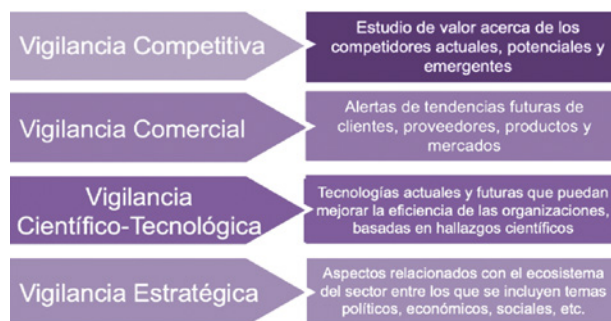 Vigilancia Competitiva
Estudio de valor acerca de los
competidores actuales, potenciales y
emergentes
Vigilancia Comercial
Alertas de tendencias futuras de
clientes, proveedores, productos y
mercados
Vigilancia
Científico-Tecnológica
Tecnologías actuales y futuras que puedan
mejorar la eficiencia de las organizaciones,
basadas en hallazgos científicos
Vigilancia Estratégica
Aspectos relacionados con el ecosistema
del sector entre los que se incluyen temas
políticos, económicos, sociales, etc.